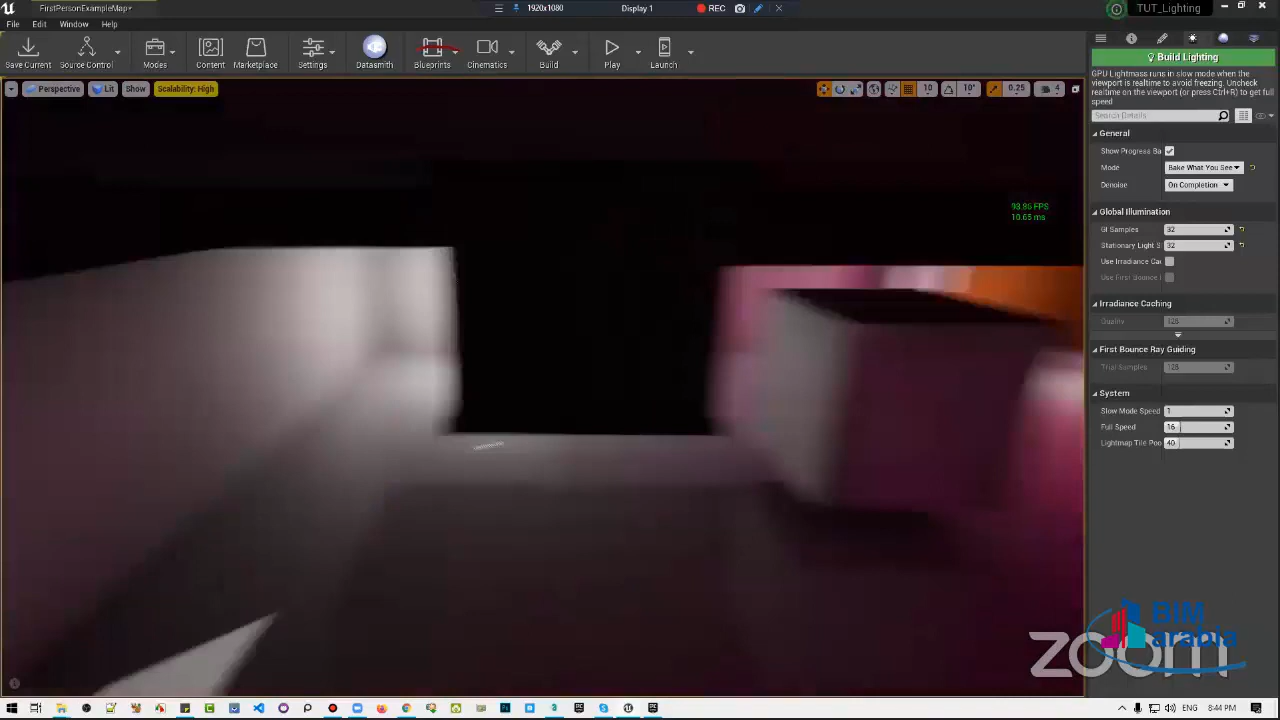 FirstPersonExampleMap*
1920x1080
Display 1
REC
TUT_Lighting
File
Edit
Window
Help
Save Current
Source Control
Modes
Content
Marketplace
Settings
Datasmith
Blueprints
Cinematics
Build
Play
Launch
Build Lighting
Perspective
Lit
Show
Scalability: High
10
10°
0.25
4
GPU Lightmass runs in slow mode when the
viewport is realtime to avoid freezing. Uncheck
realtime on the viewport (or press Ctrl+R) to get full
speed
Search Details
General
Show Progress Ba
Mode
Bake What You See
Denoise
On Completion
93.86 FPS
10.65 ms
Global Illumination
GI Samples
32
Stationary Light S
32
Use Irradiance Cac
Use First Bounce
Irradiance Caching
Quality
128
First Bounce Ray Guiding
Trial Samples
128
System
Slow Mode Speed
1
Full Speed
16
Lightmap Tile Poo
40
BIM
arabia
zoom
ENG
8:44 PM